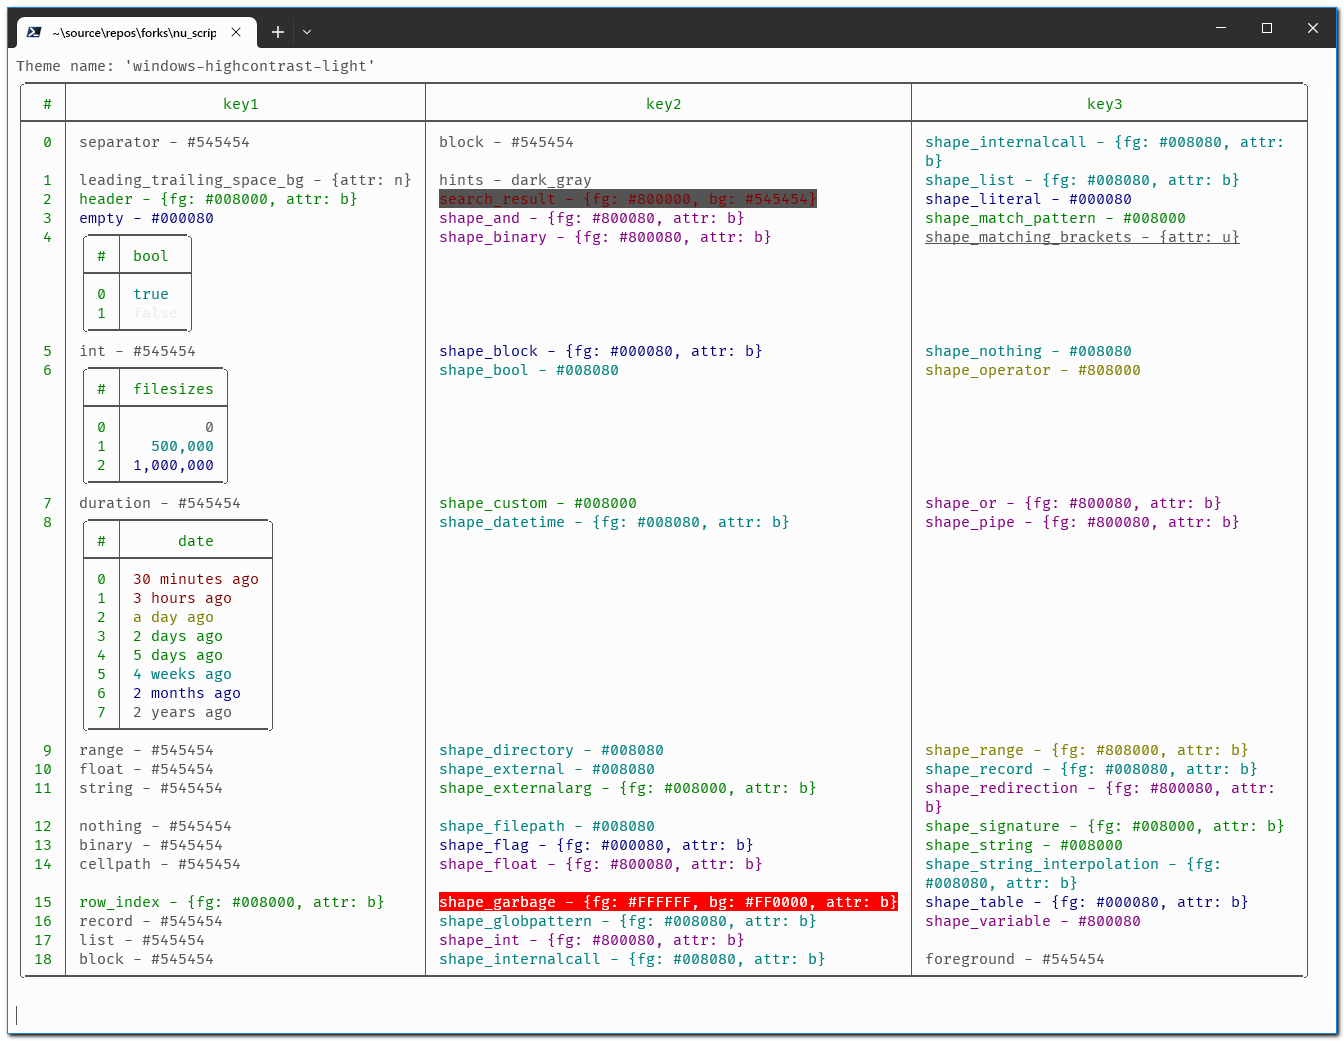 ~\source\repos\forks\nu_scrip
Theme name: 'windows-highcontrast-light'
# key1 key2 key3
0 separator - #545454 block - #545454 shape_internalcall - {fg: #008080, attr:
b}
1 leading_trailing_space_bg - {attr: n} hints - dark_gray shape_list - {fg: #008080, attr: b}
2 header - {fg: #008000, attr: b} search_result - {fg: #800000, bg: #545454} shape_literal - #000080
3 empty - #000080 shape_and - {fg: #800080, attr: b} shape_match_pattern - #008000
4 shape_binary - {fg: #800080, attr: b} shape_matching_brackets - {attr: u}
# bool
0 true
1 false
5 int - #545454 shape_block - {fg: #000080, attr: b} shape_nothing - #008080
6 shape_bool - #008080 shape_operator - #808000
# filesizes
0 0
1 500,000
2 1,000,000
7 duration - #545454 shape_custom - #008000 shape_or - {fg: #800080, attr: b}
8 shape_datetime - {fg: #008080, attr: b} shape_pipe - {fg: #800080, attr: b}
# date
0 30 minutes ago
1 3 hours ago
2 a day ago
3 2 days ago
4 5 days ago
5 4 weeks ago
6 2 months ago
7 2 years ago
9 range - #545454 shape_directory - #008080 shape_range - {fg: #808000, attr: b}
10 float - #545454 shape_external - #008080 shape_record - {fg: #008080, attr: b}
11 string - #545454 shape_externalarg - {fg: #008000, attr: b} shape_redirection - {fg: #800080, attr:
b}
12 nothing - #545454 shape_filepath - #008080 shape_signature - {fg: #008000, attr: b}
13 binary - #545454 shape_flag - {fg: #000080, attr: b} shape_string - #008000
14 cellpath - #545454 shape_float - {fg: #800080, attr: b} shape_string_interpolation - {fg:
#008080, attr: b}
15 row_index - {fg: #008000, attr: b} shape_garbage - {fg: #FFFFFF, bg: #FF0000, attr: b} shape_table - {fg: #000080, attr: b}
16 record - #545454 shape_globpattern - {fg: #008080, attr: b} shape_variable - #800080
17 list - #545454 shape_int - {fg: #800080, attr: b}
18 block - #545454 shape_internalcall - {fg: #008080, attr: b} foreground - #545454